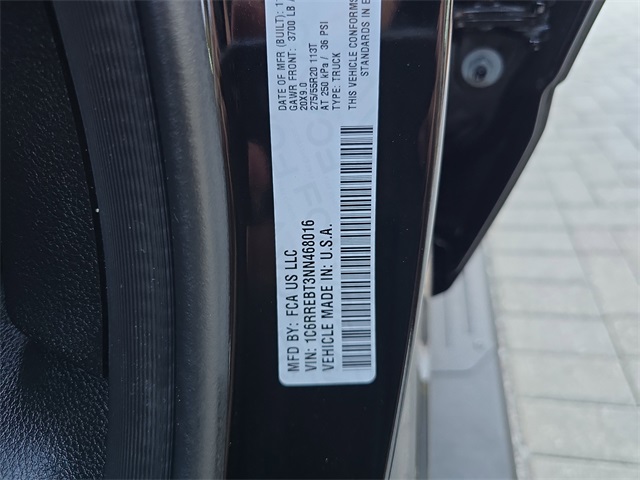 MFD BY: FCA US LLC
VIN: 1C6RREBT3NN468016
VEHICLE MADE IN: U.S.A.
DATE OF MFR (BUILT):
GAWR FRONT: 3700 LB
20X9.0
275/55R20 113T
AT 250 kPa / 36 PSI
TYPE: TRUCK
THIS VEHICLE CONFORMS
STANDARDS IN